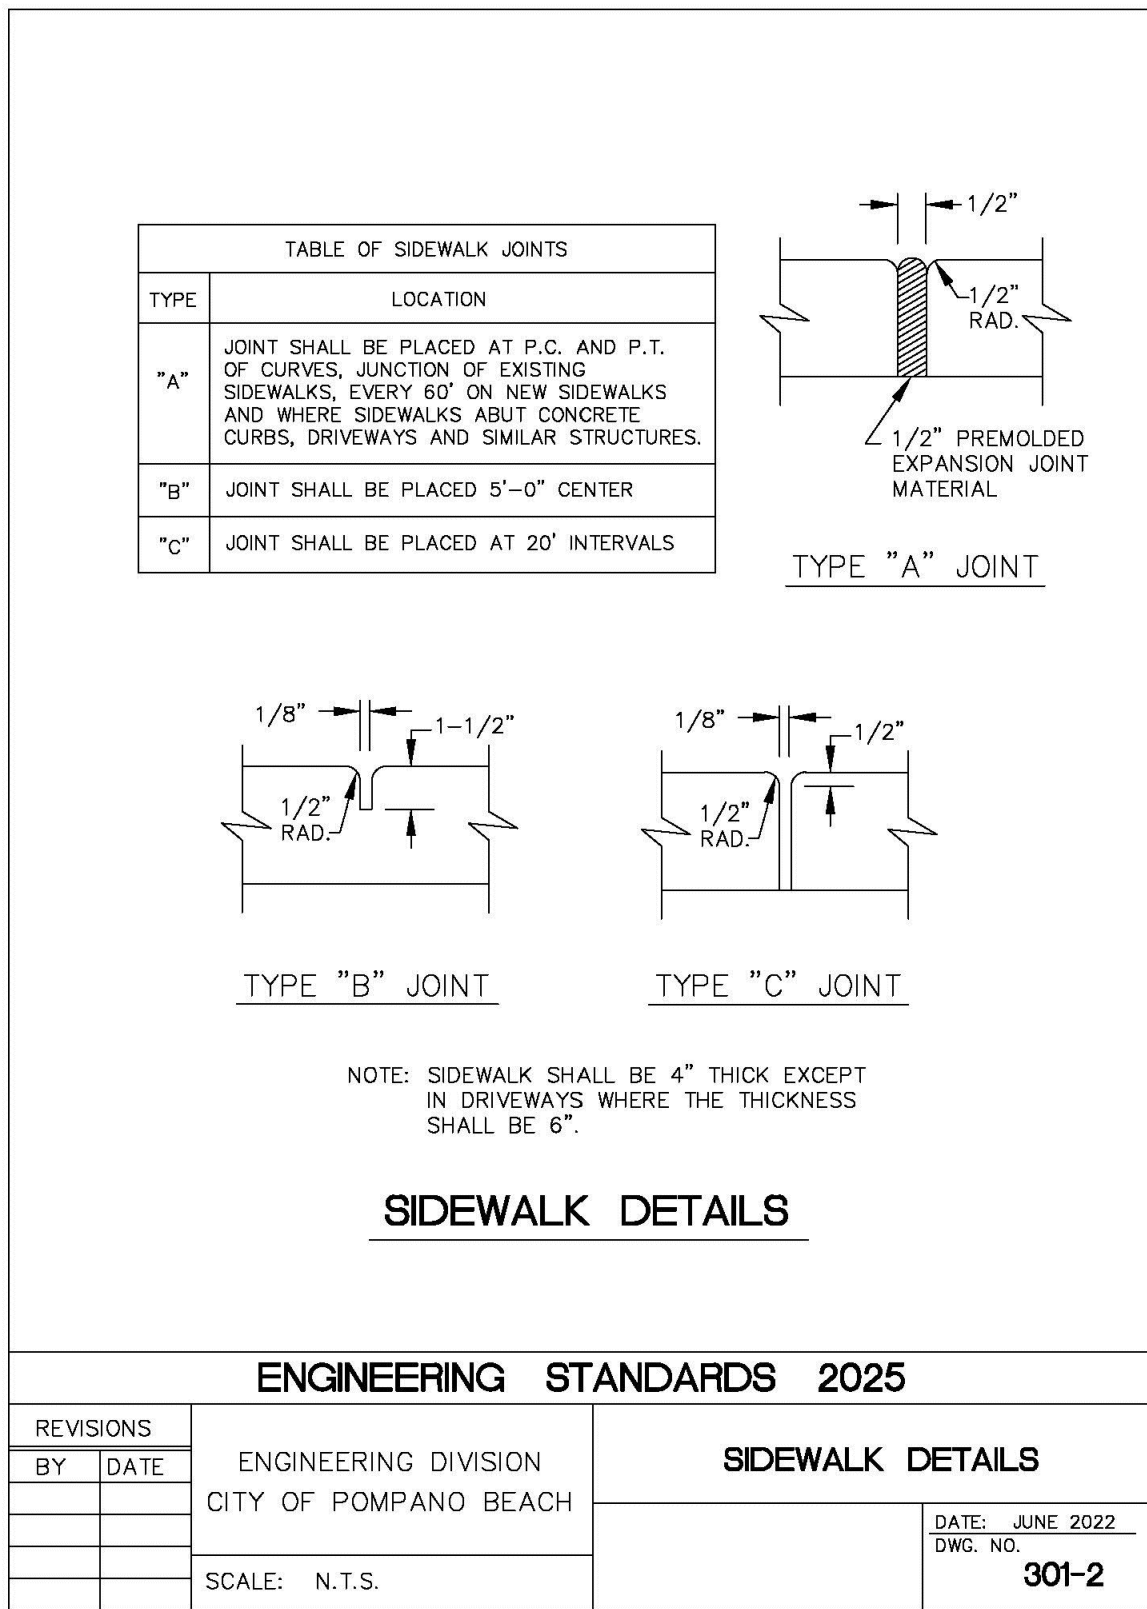 TABLE OF SIDEWALK JOINTS
TYPE LOCATION
"A" JOINT SHALL BE PLACED AT P.C. AND P.T.
OF CURVES, JUNCTION OF EXISTING
SIDEWALKS, EVERY 60' ON NEW SIDEWALKS
AND WHERE SIDEWALKS ABUT CONCRETE
CURBS, DRIVEWAYS AND SIMILAR STRUCTURES.
"B" JOINT SHALL BE PLACED 5'-0" CENTER
"C" JOINT SHALL BE PLACED AT 20' INTERVALS
1/2"
1/2"
RAD.
1/2" PREMOLDED
EXPANSION JOINT
MATERIAL
TYPE "A" JOINT
1/8"
1-1/2"
1/2"
RAD.
TYPE "B" JOINT
1/8"
1/2"
1/2"
RAD.
TYPE "C" JOINT
NOTE: SIDEWALK SHALL BE 4" THICK EXCEPT
IN DRIVEWAYS WHERE THE THICKNESS
SHALL BE 6".
SIDEWALK DETAILS
ENGINEERING STANDARDS 2025
REVISIONS
BY DATE
ENGINEERING DIVISION
CITY OF POMPANO BEACH
SCALE: N.T.S.
SIDEWALK DETAILS
DATE: JUNE 2022
DWG. NO.
301-2